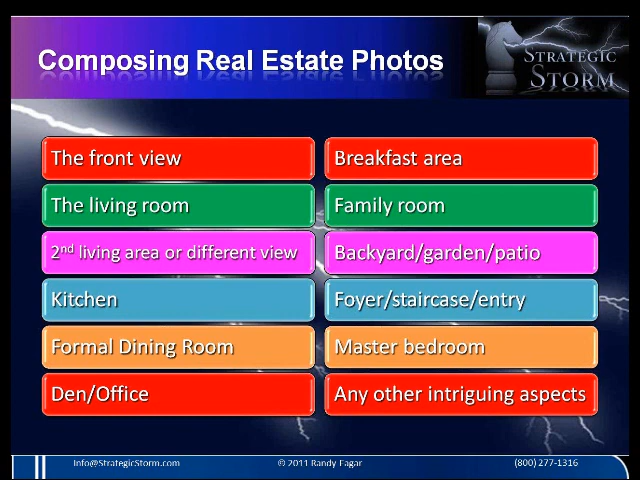 Composing Real Estate Photos
STRATEGIC
STORM
The front view
Breakfast area
The living room
Family room
2nd living area or different view
Backyard/garden/patio
Kitchen
Foyer/staircase/entry
Formal Dining Room
Master bedroom
Den/Office
Any other intriguing aspects
Info@StrategicStorm.com
© 2011 Randy Eagar
(800) 277-1316